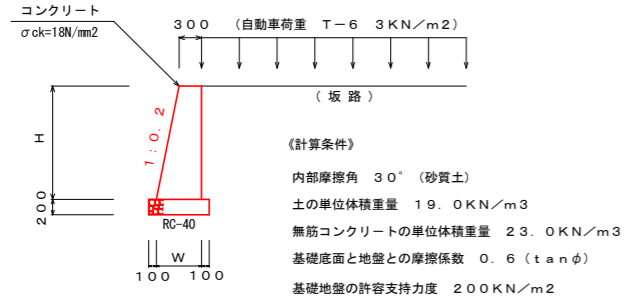 コンクリート
σck=18N/mm2
300
(自動車荷重 T-6 3KN/m2)
(坂路)
1:0.2
H
200
RC-40
W
100
100
《計算条件》
内部摩擦角 30° (砂質土)
土の単位体積重量 19.0KN/m3
無筋コンクリートの単位体積重量 23.0KN/m3
基礎底面と地盤との摩擦係数 0.6(tanφ)
基礎地盤の許容支持力度 200KN/m2